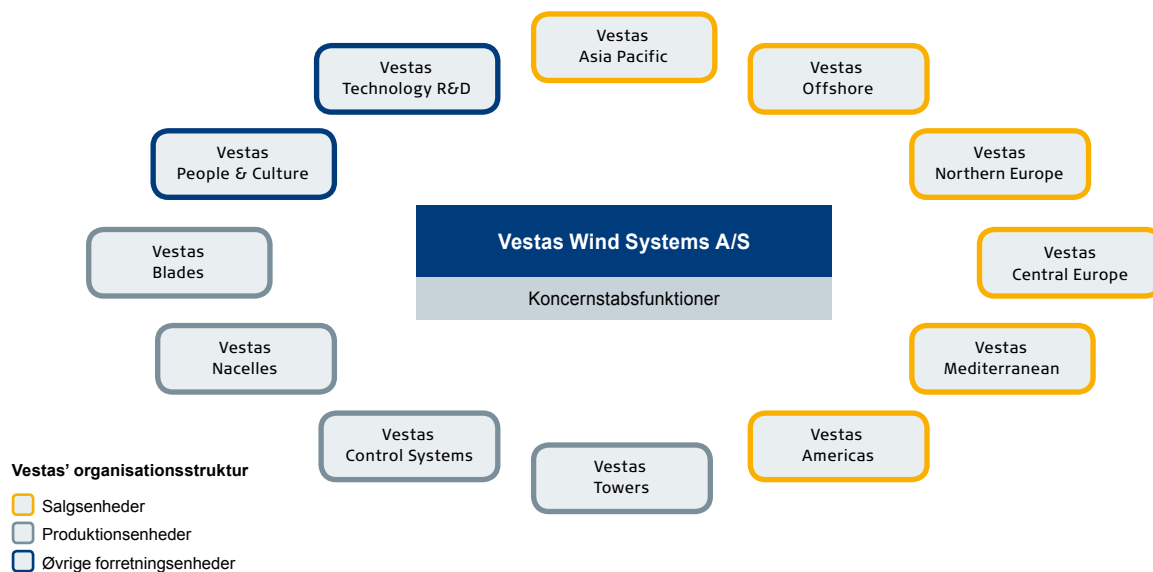 Vestas
Asia Pacific
Vestas
Technology R&D
Vestas
Offshore
Vestas
People & Culture
Vestas
Northern Europe
Vestas Wind Systems A/S
Koncernstabsfunktioner
Vestas
Blades
Vestas
Central Europe
Vestas
Nacelles
Vestas
Mediterranean
Vestas
Control Systems
Vestas
Towers
Vestas
Americas
Vestas' organisationsstruktur
Salgsenheder
Produktionsenheder
Øvrige forretningsenheder